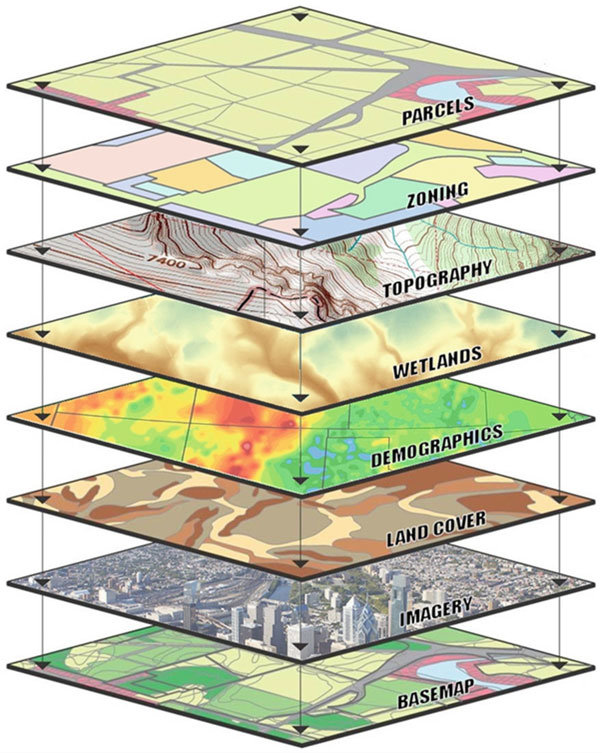 PARCELS
ZONING
7400
TOPOGRAPHY
WETLANDS
DEMOGRAPHICS
LAND COVER
IMAGERY
BASEMAP